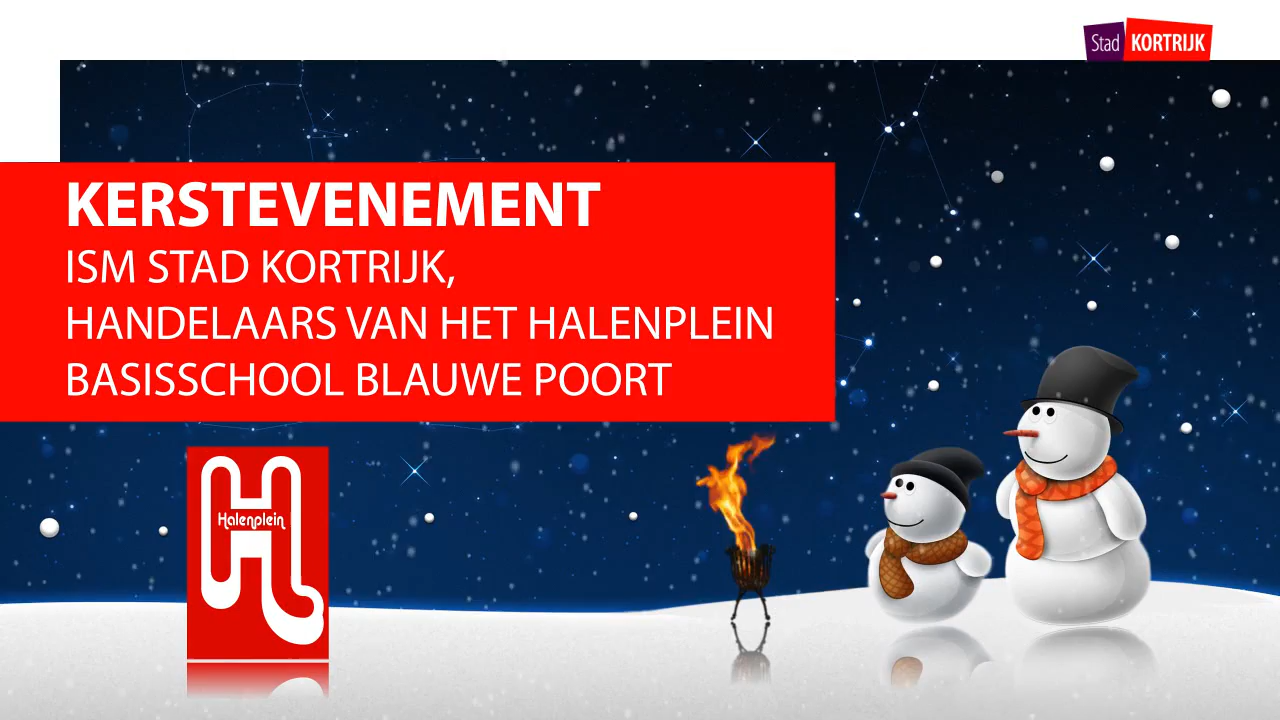 Stad KORTRIJK
KERSTEVENEMENT
ISM STAD KORTRIJK,
HANDELAARS VAN HET HALENPLEIN
BASISSCHOOL BLAUWE POORT
Halenplein